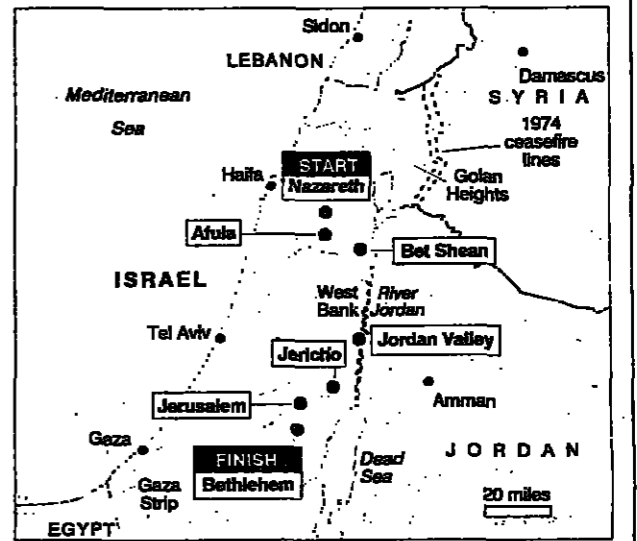 Sidon
LEBANON
Damascus
Mediterranean
Sea
SYRIA
1974
ceasefire
lines
START
Nazareth
Haifa
Golan
Heights
Afula
Bet Shean
ISRAEL
West
Bank
River
Jordan
Tel Aviv
Jordan Valley
Jericho
Amman
Jerusalem
Gaza
JORDAN
FINISH
Bethlehem
Dead
Sea
Gaza
Strip
20 miles
EGYPT